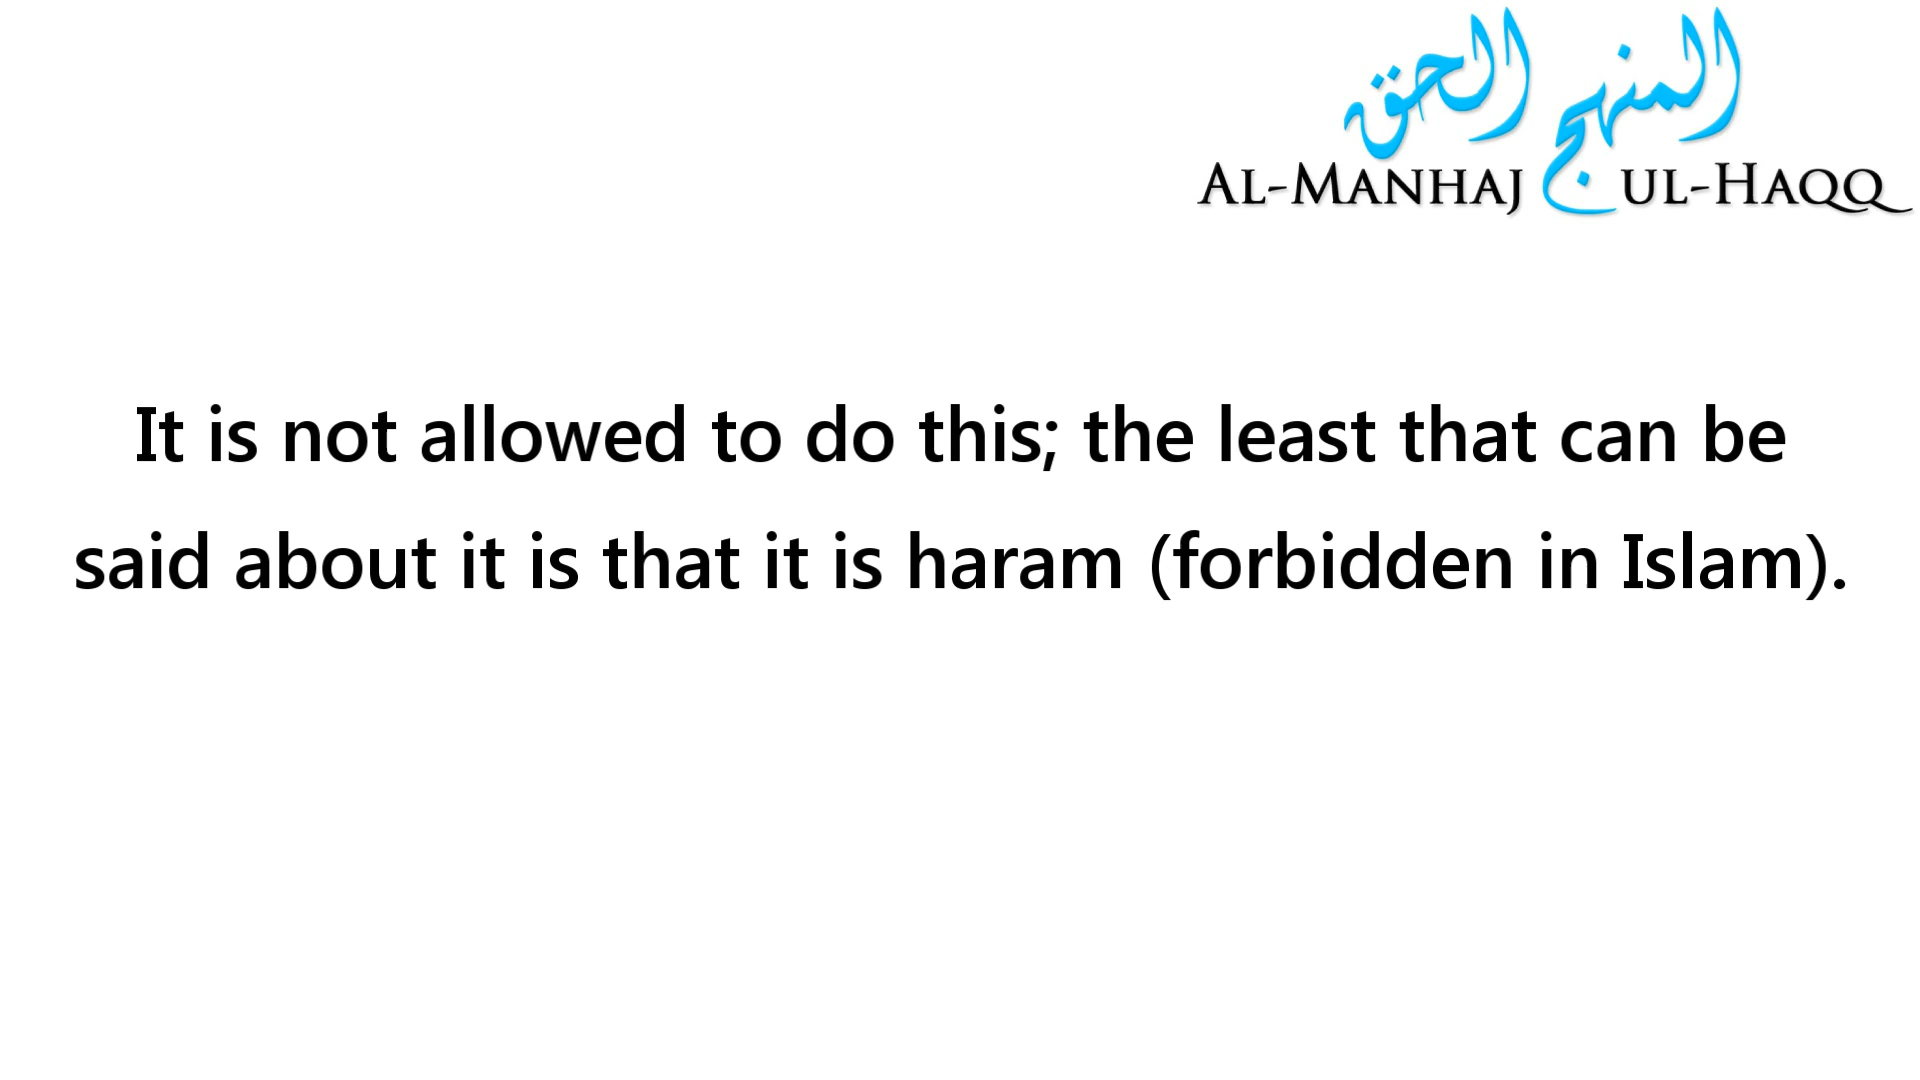 المنهج الحق
AL-MANHAJ UL-HAQQ
It is not allowed to do this; the least that can be
said about it is that it is haram (forbidden in Islam).